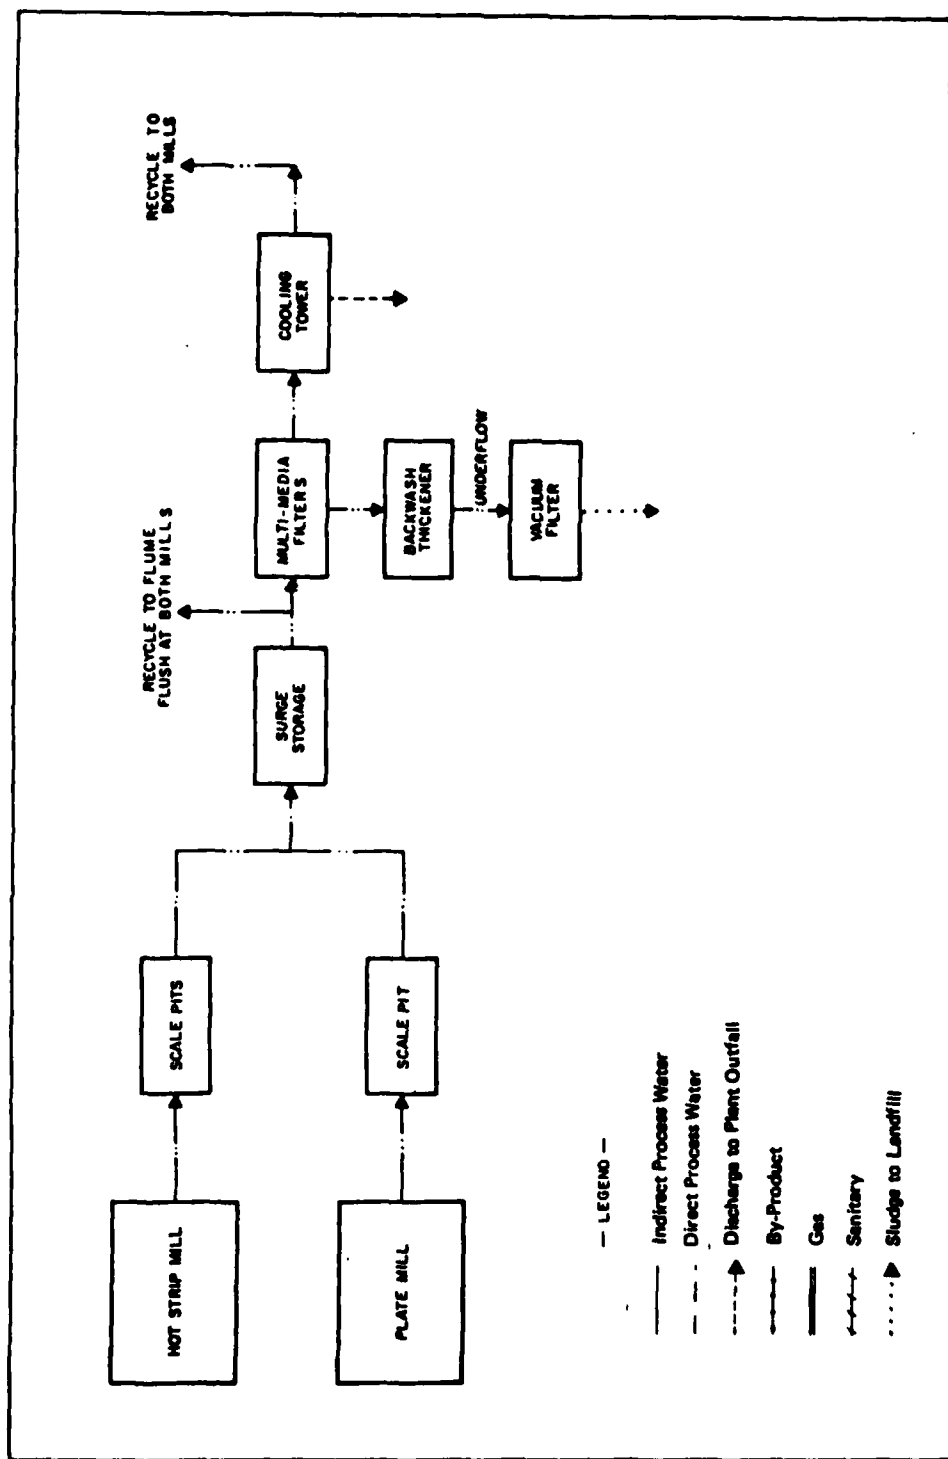 HOT STRIP MILL
SCALE PITS
PLATE MILL
SCALE PIT
SURGE
STORAGE
RECYCLE TO FLUME
FLUSH AT BOTH MILLS
MULTI-MEDIA
FILTERS
COOLING
TOWER
RECYCLE TO
BOTH MILLS
BACKWASH
THICKENER
UNDERFLOW
VACUUM
FILTER
— LEGEND —
Indirect Process Water
Direct Process Water
Discharge to Plant Outfall
By-Product
Gas
Sanitary
Sludge to Landfill